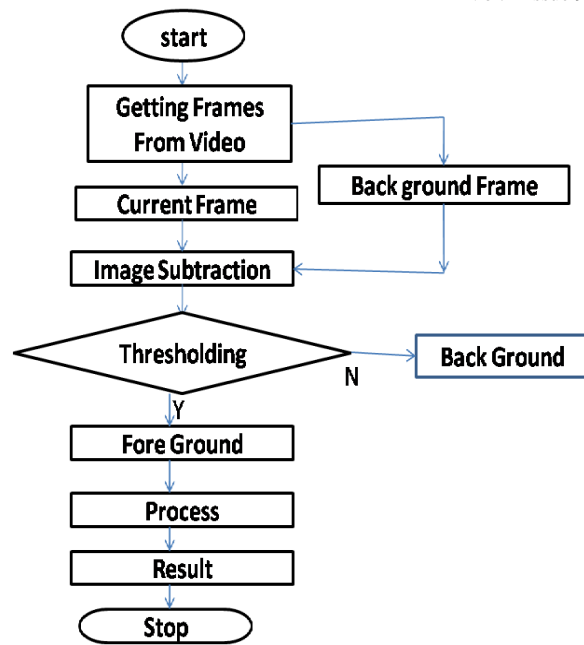 start
Getting Frames
From Video
Back ground Frame
Current Frame
Image Subtraction
Thresholding
Back Ground
N
Y
Fore Ground
Process
Result
Stop